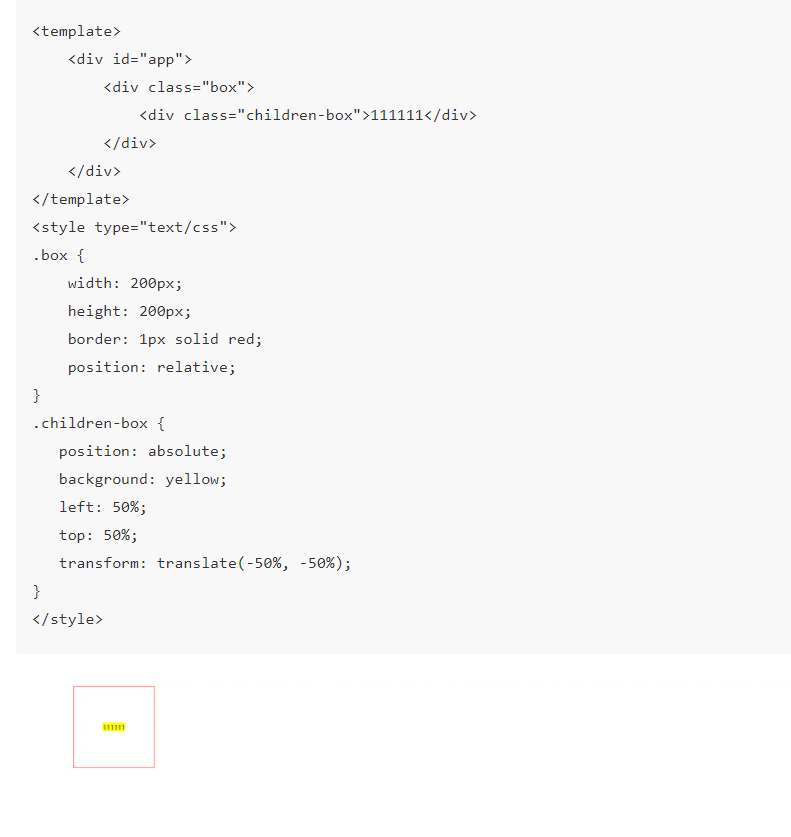 <template>
    <div id="app">
        <div class="box">
            <div class="children-box">111111</div>
        </div>
    </div>
</template>
<style type="text/css">
.box {
    width: 200px;
    height: 200px;
    border: 1px solid red;
    position: relative;
}
.children-box {
   position: absolute;
   background: yellow;
   left: 50%;
   top: 50%;
   transform: translate(-50%, -50%);
}
</style>
111111